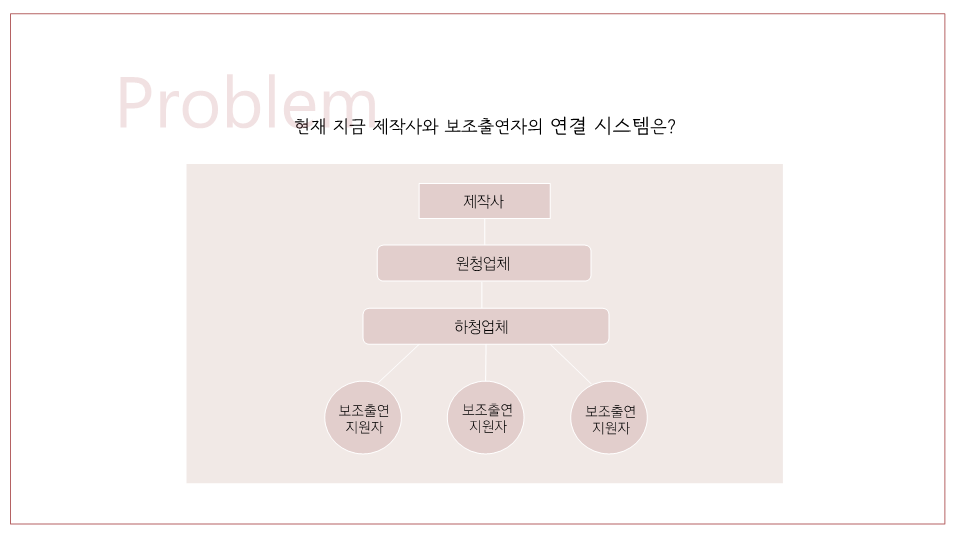 Problem
현재 지금 제작사와 보조출연자의 연결 시스템은?
제작사
원청업체
하청업체
보조출연
지원자
보조출연
지원자
보조출연
지원자